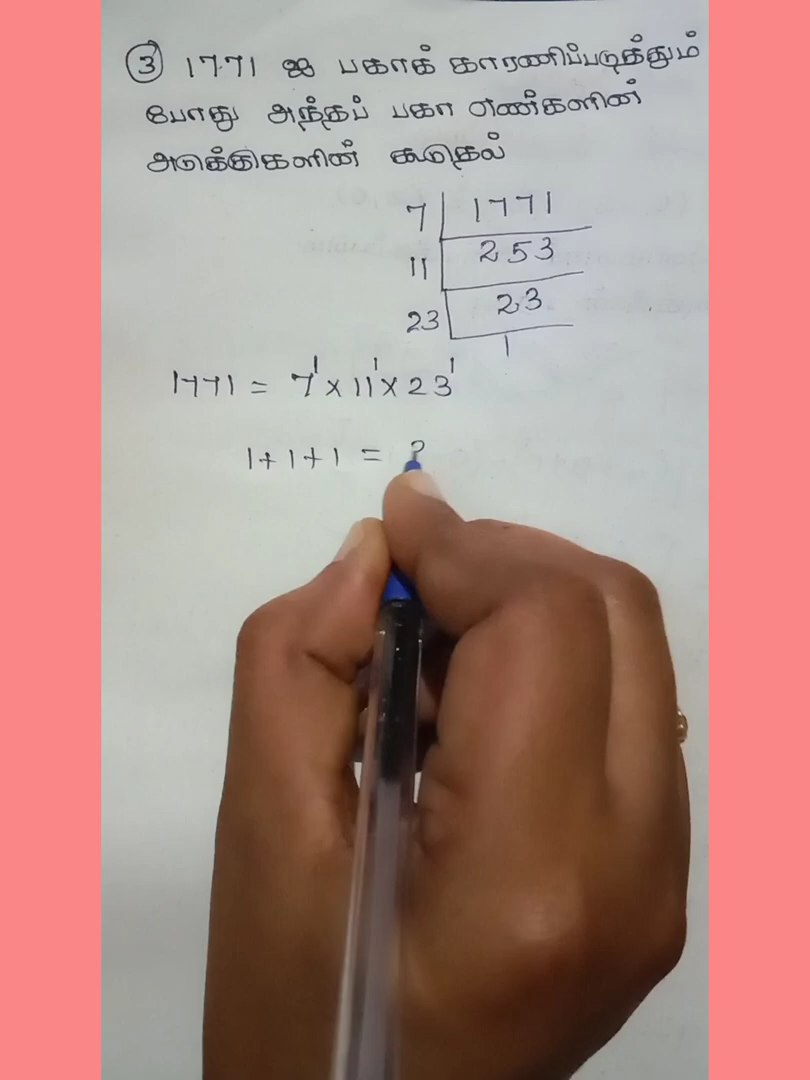 3 1771 ஐ பகாக் காரணிப்படுத்தும்
போது அந்தப் பகா எண்களின்
அடுக்குகளின் கூடுதல்
7 | 1771
11 | 253
23 | 23
1
1771 = 7¹ × 11¹ × 23¹
1 + 1 + 1 =